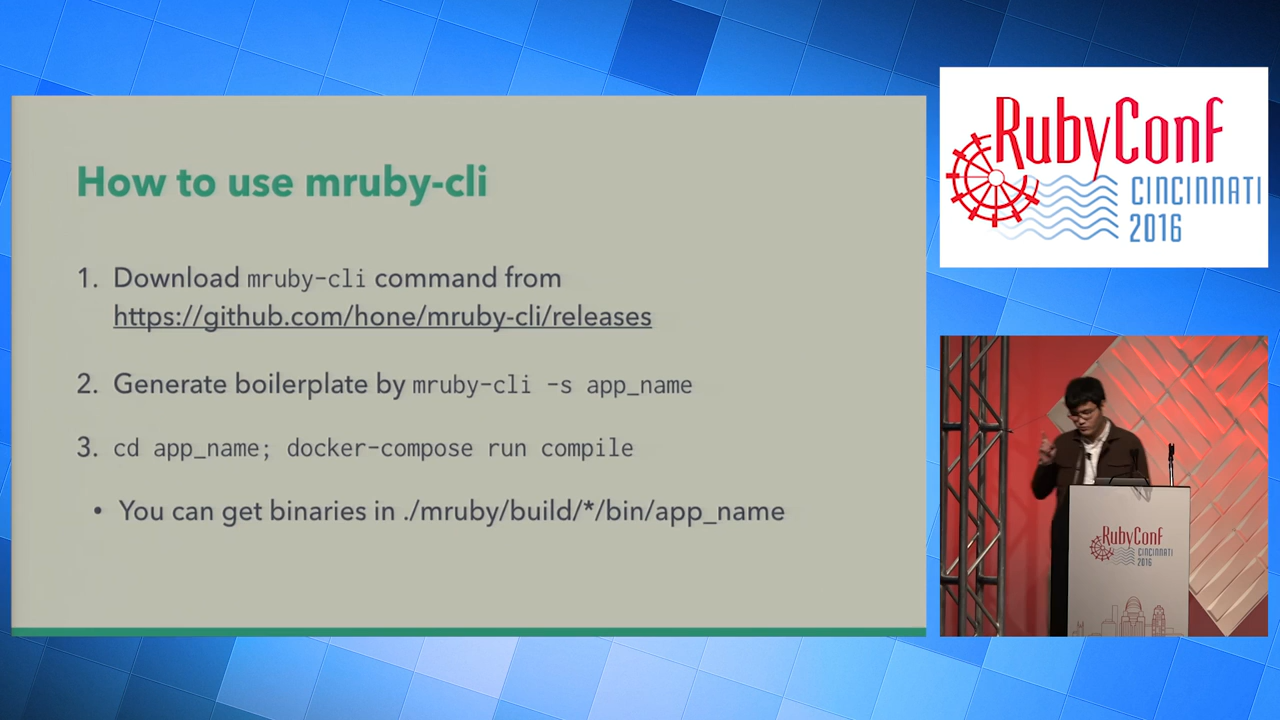 How to use mruby-cli
1. Download mruby-cli command from
https://github.com/hone/mruby-cli/releases
2. Generate boilerplate by mruby-cli -s app_name
3. cd app_name; docker-compose run compile
• You can get binaries in ./mruby/build/*/bin/app_name
RubyConf
CINCINNATI
2016
RubyConf
CINCINNATI
2016